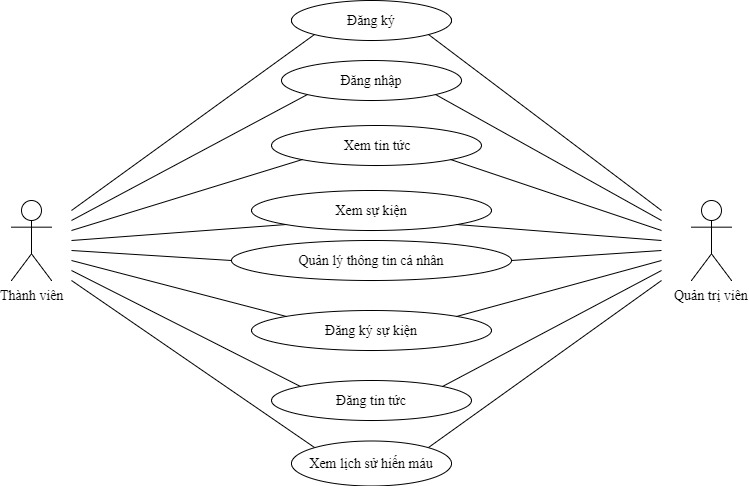 Đăng ký
Đăng nhập
Xem tin tức
Xem sự kiện
Quản lý thông tin cá nhân
Thành viên
Quản trị viên
Đăng ký sự kiện
Đăng tin tức
Xem lịch sử hiến máu